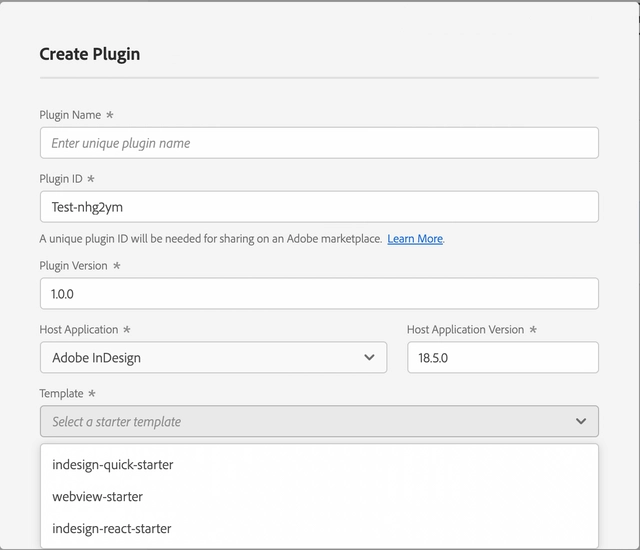 Create Plugin
Plugin Name *
Enter unique plugin name
Plugin ID *
Test-nhg2ym
A unique plugin ID will be needed for sharing on an Adobe marketplace. Learn More.
Plugin Version *
1.0.0
Host Application * Host Application Version *
Adobe InDesign 18.5.0
Template *
Select a starter template
indesign-quick-starter
webview-starter
indesign-react-starter